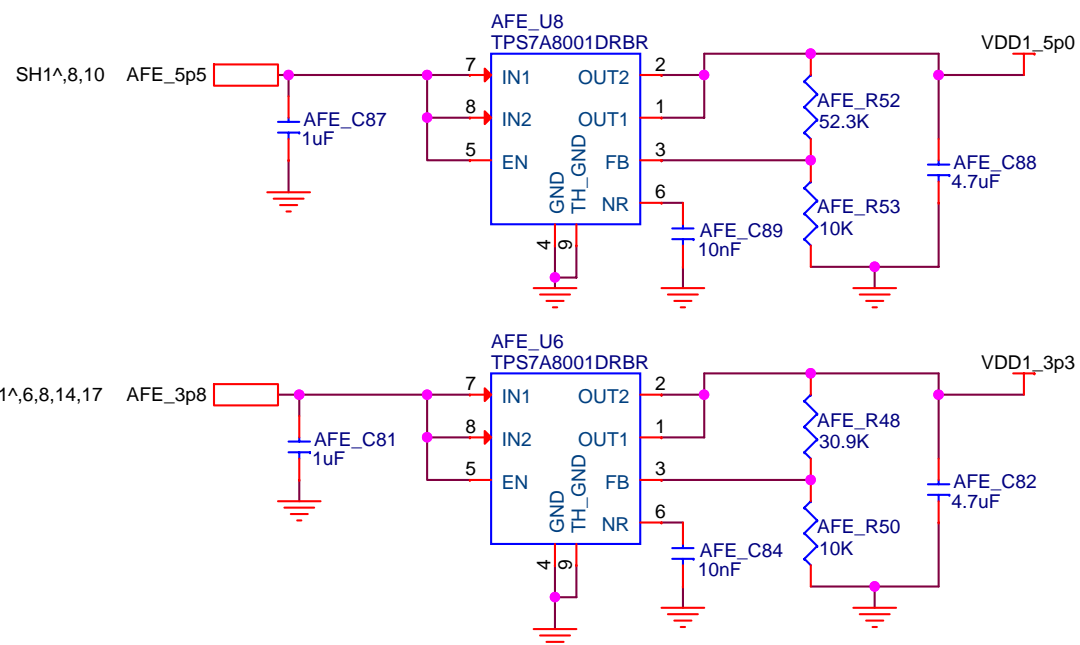 AFE_U8
TPS7A8001DRBR
VDD1_5p0
SH1^,8,10 AFE_5p5
7 IN1 OUT2 2
8 IN2 OUT1 1
5 EN FB 3
GND TH_GND NR 6
4 9
AFE_C87
1uF
AFE_R52
52.3K
AFE_C88
4.7uF
AFE_R53
10K
AFE_C89
10nF
AFE_U6
TPS7A8001DRBR
VDD1_3p3
1^,6,8,14,17 AFE_3p8
7 IN1 OUT2 2
8 IN2 OUT1 1
5 EN FB 3
GND TH_GND NR 6
4 9
AFE_C81
1uF
AFE_R48
30.9K
AFE_C82
4.7uF
AFE_R50
10K
AFE_C84
10nF